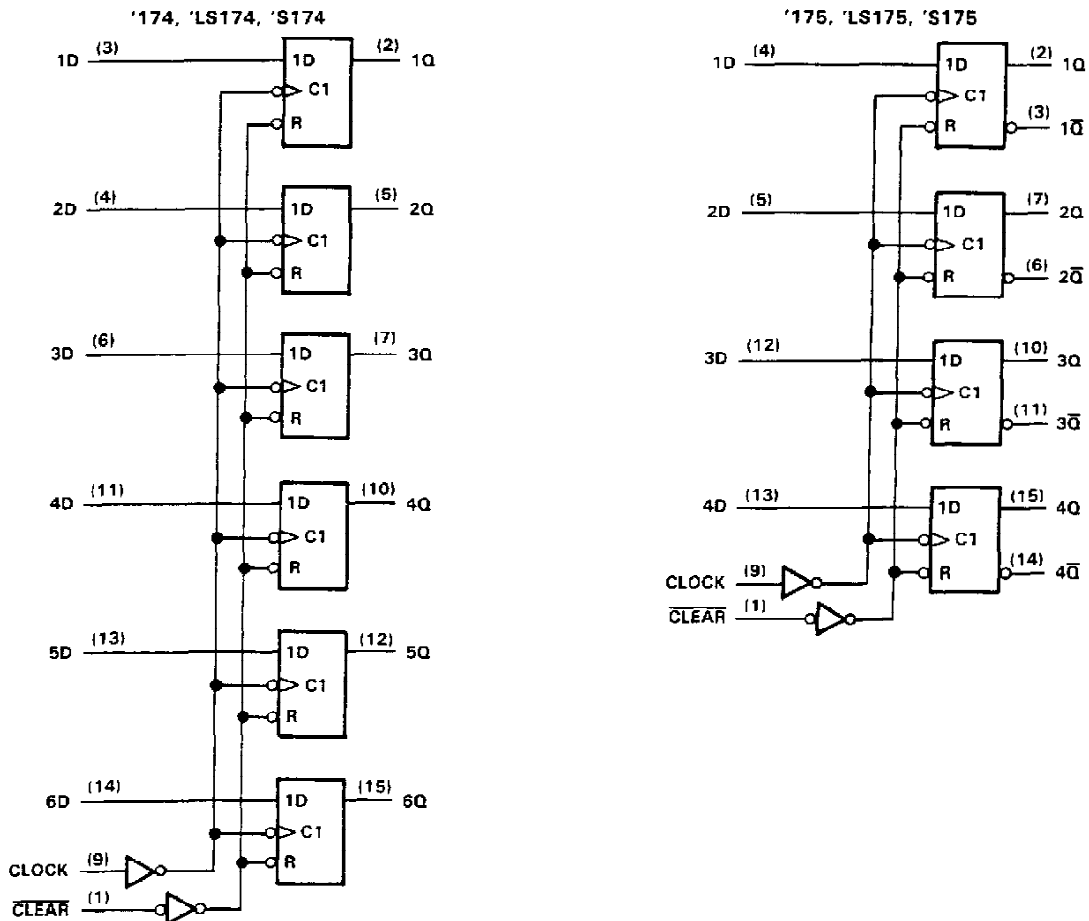 '174, 'LS174, 'S174
1D (3) 1D (2) 1Q
C1
R
2D (4) 1D (5) 2Q
C1
R
3D (6) 1D (7) 3Q
C1
R
4D (11) 1D (10) 4Q
C1
R
5D (13) 1D (12) 5Q
C1
R
6D (14) 1D (15) 6Q
C1
CLOCK (9) R
C̅L̅E̅A̅R̅ (1)
'175, 'LS175, 'S175
1D (4) 1D (2) 1Q
C1
R (3) 1Q̅
2D (5) 1D (7) 2Q
C1
R (6) 2Q̅
3D (12) 1D (10) 3Q
C1
R (11) 3Q̅
4D (13) 1D (15) 4Q
C1
CLOCK (9) R (14) 4Q̅
C̅L̅E̅A̅R̅ (1)